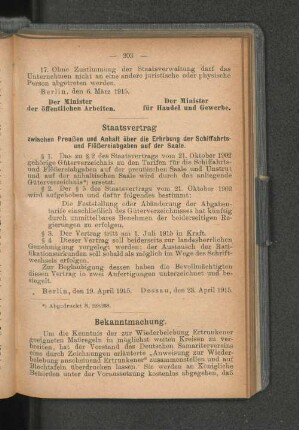 — 203 —
17. Ohne Zustimmung der Staatsverwaltung darf das
Unternehmen nicht an eine andere juristische oder physische
Person abgetreten werden.
Berlin, den 6. März 1915.
Der Minister Der Minister
der öffentlichen Arbeiten. für Handel und Gewerbe.
Staatsvertrag
zwischen Preußen und Anhalt über die Erhebung der Schiffahrts-
und Flößereiabgaben auf der Saale.
§ 1. Das zu § 2 des Staatsvertrags vom 21. Oktober 1902
gehörige Güterverzeichnis zu den Tarifen für die Schiffahrts-
und Flößereiabgaben auf der preußischen Saale und Unstrut
und auf der anhaltischen Saale wird durch das anliegende
Güterverzeichnis*) ersetzt.
§ 2. Der § 3 des Staatsvertrags vom 21. Oktober 1902
wird aufgehoben und dafür folgendes bestimmt:
Die Feststellung oder Abänderung der Abgaben-
tarife einschließlich des Güterverzeichnisses hat künftig
durch unmittelbares Benehmen der beiderseitigen Re-
gierungen zu erfolgen.
§ 3. Der Vertrag tritt am 1. Juli 1915 in Kraft.
§ 4. Dieser Vertrag soll beiderseits zur landesherrlichen
Genehmigung vorgelegt werden; der Austausch der Rati-
fikationsurkunden soll sobald als möglich im Wege des Schrift-
wechsels erfolgen.
Zur Beglaubigung dessen haben die Bevollmächtigten
diesen Vertrag in zwei Ausfertigungen unterzeichnet und be-
siegelt.
Berlin, den 19. April 1915. Dessau, den 23. April 1915.
*) Abgedruckt S.
Bekanntmachung.
Um die Kenntnis der zur Wiederbelebung Ertrunkener
geeigneten Maßregeln in möglichst weiten Kreisen zu ver-
breiten, hat der Vorstand des Deutschen Samaritervereins
eine durch Zeichnungen erläuterte „Anweisung zur Wieder-
belebung anscheinend Ertrunkener" zusammenstellen und auf
Blechtafeln überdrucken lassen. Sie werden an Königliche
Behörden unter der Voraussetzung kostenlos abgegeben, daß